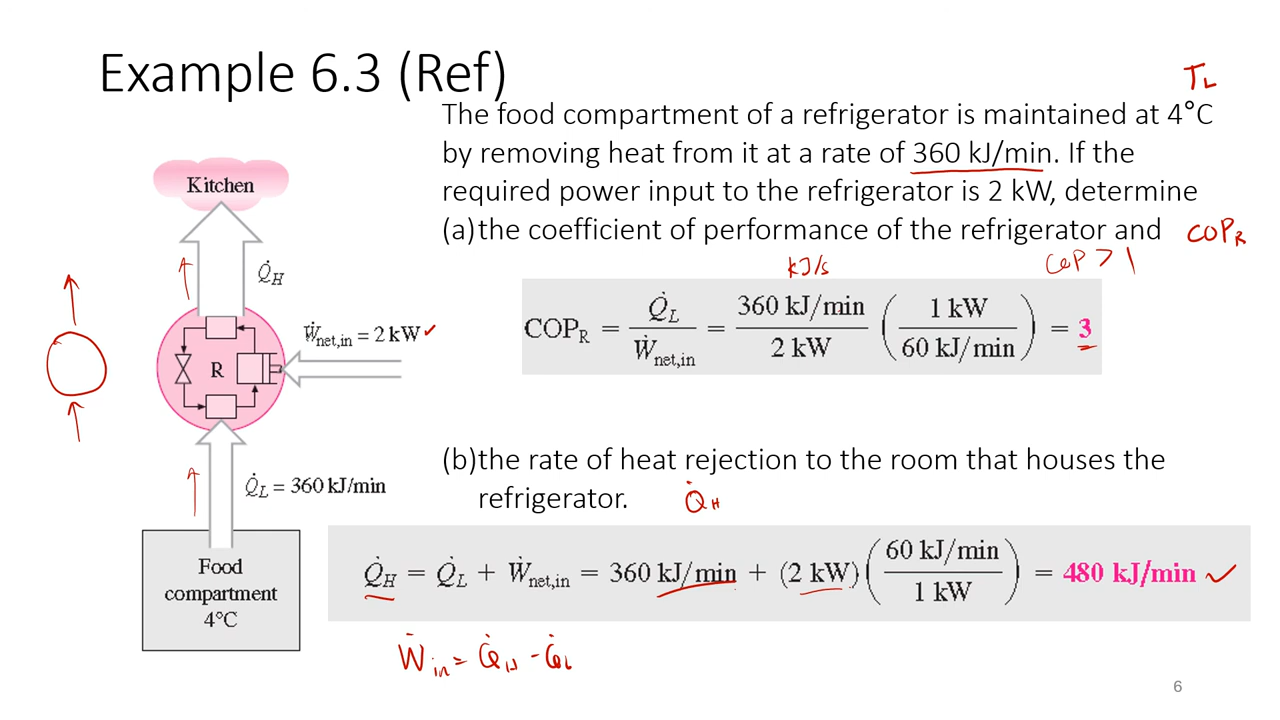 Example 6.3 (Ref)
T_L
The food compartment of a refrigerator is maintained at 4°C
by removing heat from it at a rate of 360 kJ/min. If the
required power input to the refrigerator is 2 kW, determine
(a)the coefficient of performance of the refrigerator and COP_R
kJ/s
COP > 1
COP_R = Q̇_L / Ẇ_net,in = 360 kJ/min / 2 kW (1 kW / 60 kJ/min) = 3
(b)the rate of heat rejection to the room that houses the
refrigerator. Q̇_H
Q̇_H = Q̇_L + Ẇ_net,in = 360 kJ/min + (2 kW)(60 kJ/min / 1 kW) = 480 kJ/min ✓
Ẇ_in = Q̇_H - Q̇_L
Kitchen
Q̇_H
Ẇ_net,in = 2 kW ✓
R
Q̇_L = 360 kJ/min
Food
compartment
4°C
6